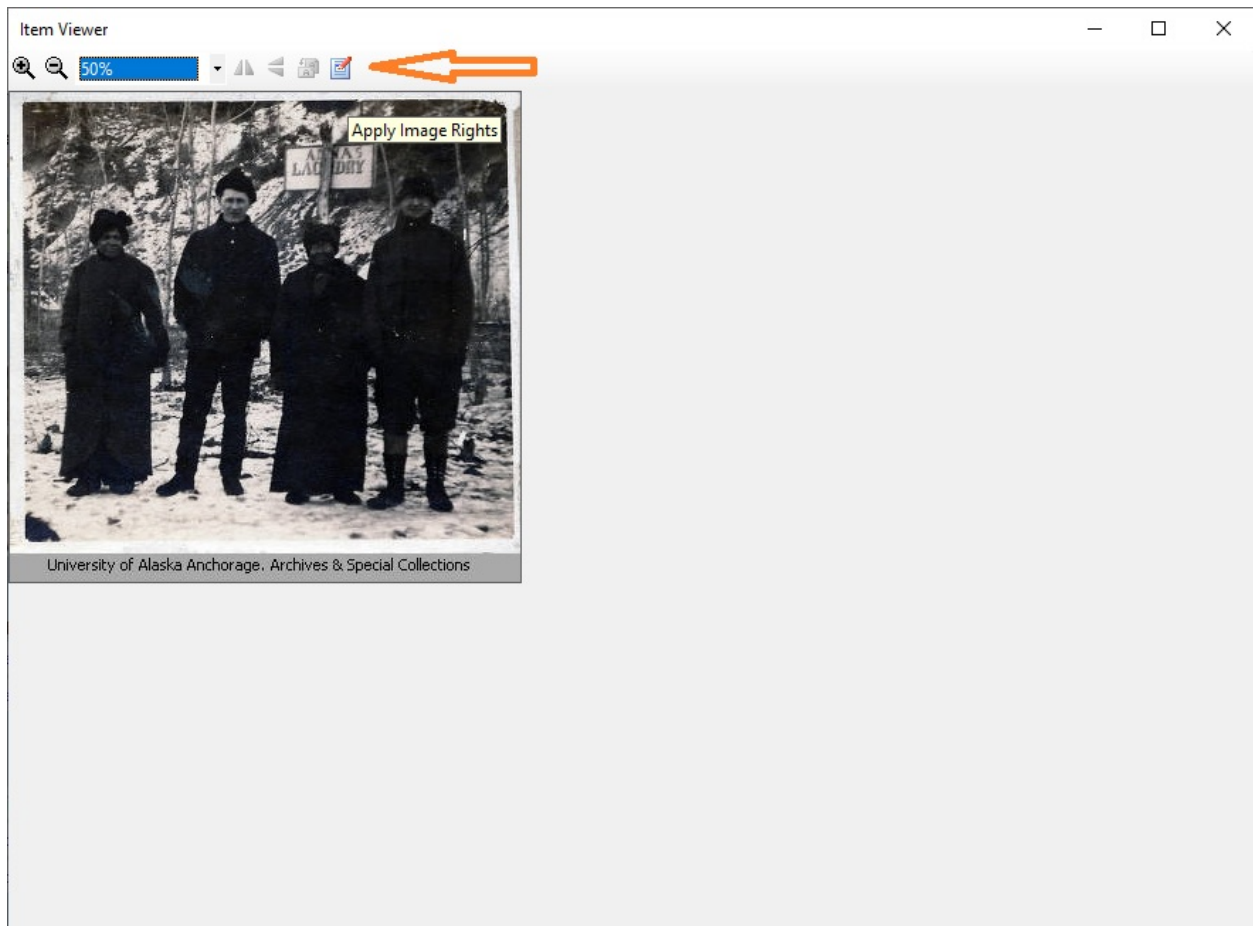 Item Viewer
50%
Apply Image Rights
LAUNDRY
University of Alaska Anchorage. Archives & Special Collections